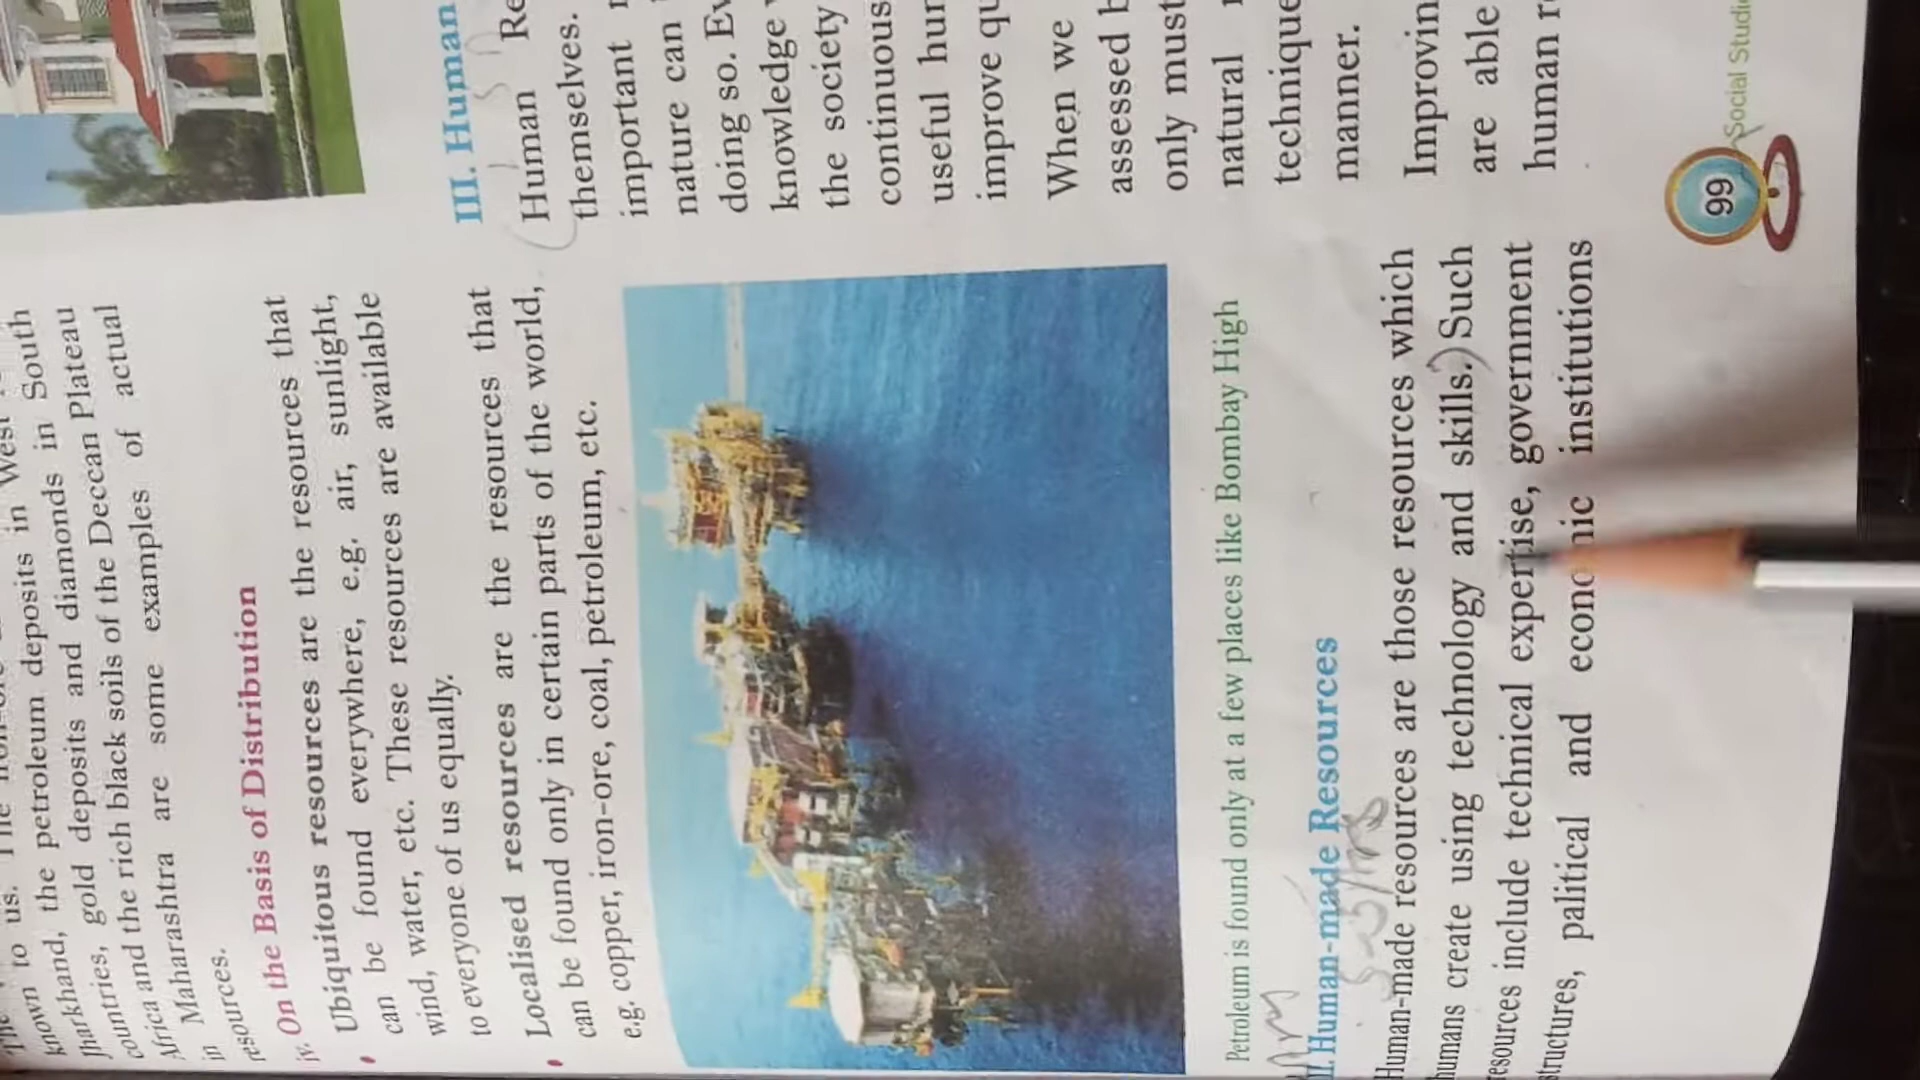 known to us. The
known, the petroleum deposits in West
Jharkhand, gold deposits and diamonds in South
countries, and the rich black soils of the Deccan Plateau
Africa
Maharashtra are some examples of actual
in
resources.
iv. On the Basis of Distribution
• Ubiquitous resources are the resources that
can be found everywhere, e.g. air, sunlight,
wind, water, etc. These resources are available
to everyone of us equally.
• Localised resources are the resources that
can be found only in certain parts of the world,
e.g. copper, iron-ore, coal, petroleum, etc.
Petroleum is found only at a few places like Bombay High
II. Human-made Resources
Human-made resources are those resources which
humans create using technology and skills. Such
resources include technical expertise, government
structures, palitical and economic institutions
III. Human
Human Re
themselves.
important
nature can
doing so. Ev
knowledge
the society
continuous
useful hur
improve qu
When we
assessed b
only must
natural
technique
manner.
Improvin
are able
human r
99
Social Studi